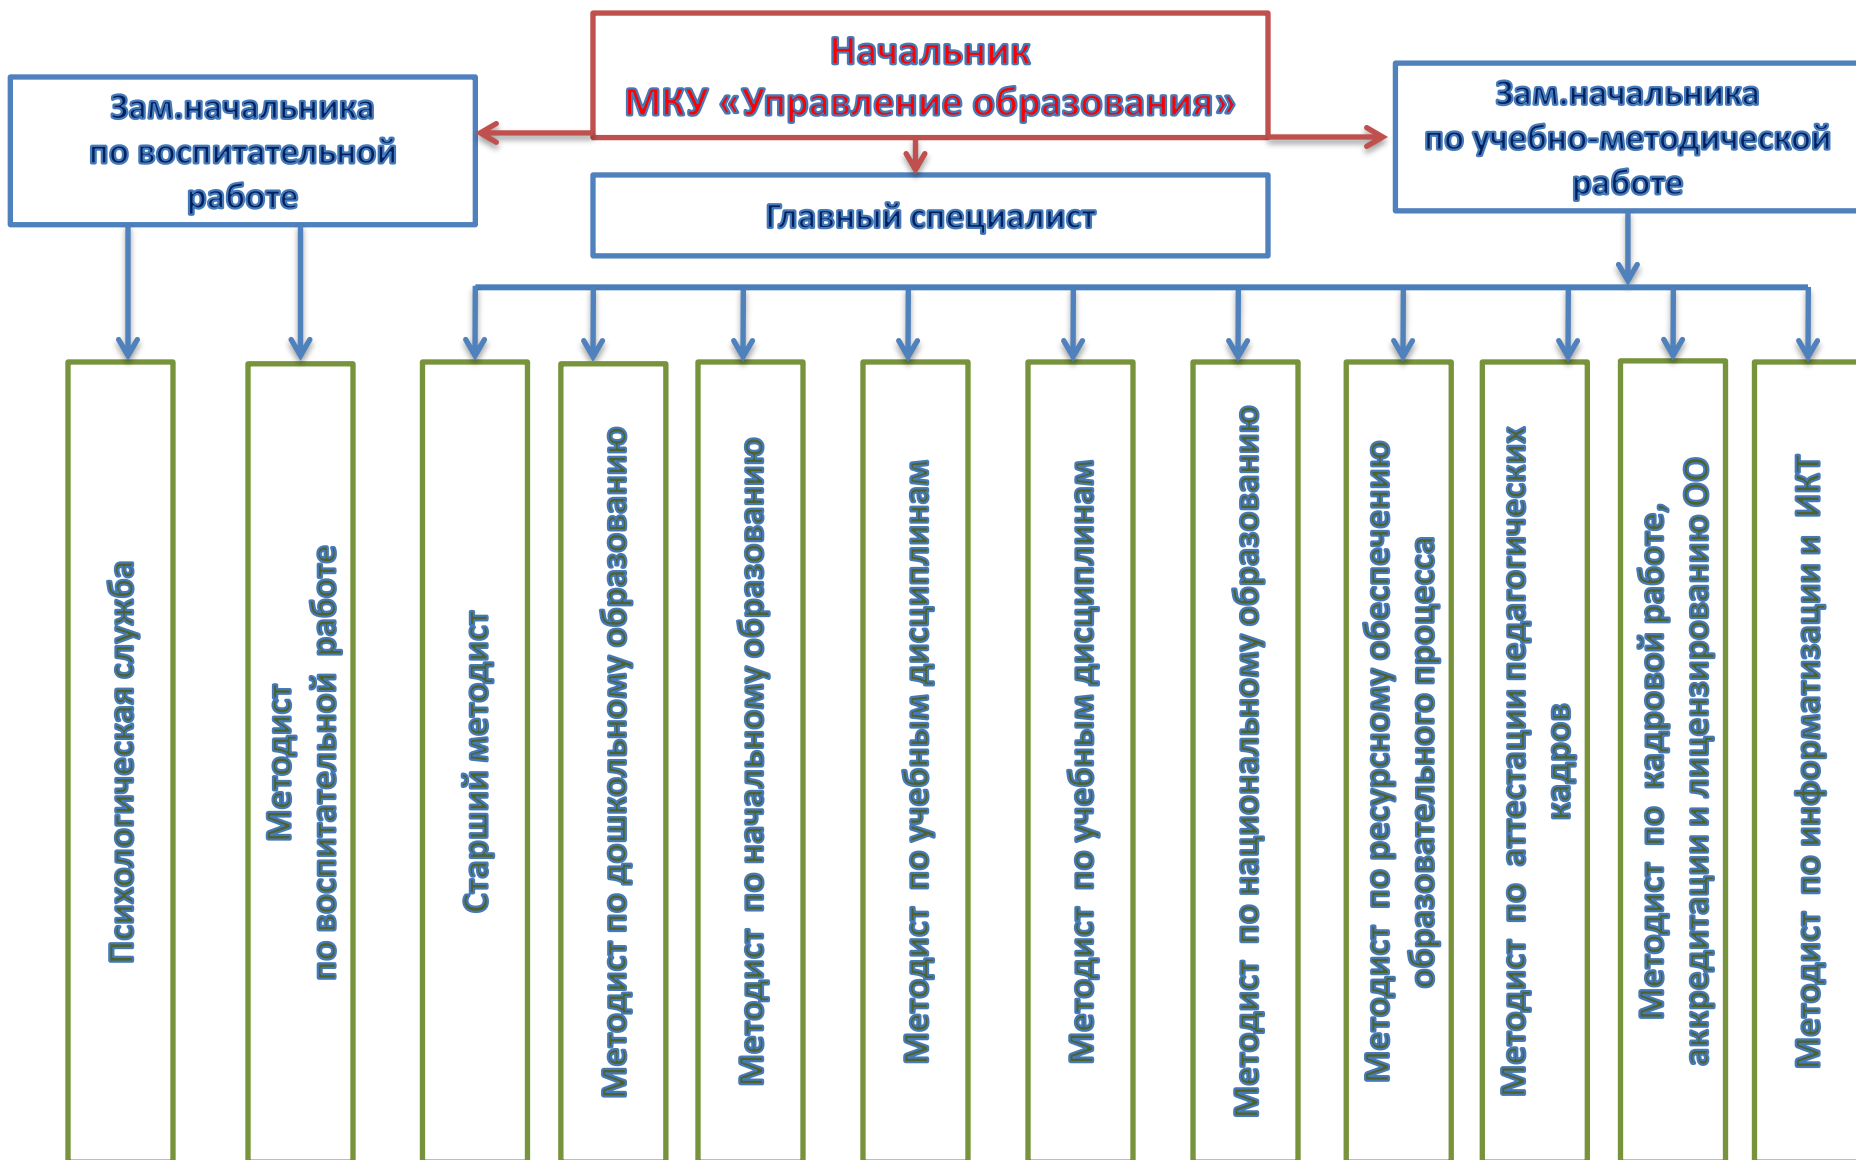 Начальник
МКУ «Управление образования»
Зам.начальника
по воспитательной
работе
Главный специалист
Зам.начальника
по учебно-методической
работе
Психологическая служба
Методист
по воспитательной работе
Старший методист
Методист по дошкольному образованию
Методист по начальному образованию
Методист по учебным дисциплинам
Методист по учебным дисциплинам
Методист по национальному образованию
Методист по ресурсному обеспечению
образовательного процесса
Методист по аттестации педагогических
кадров
Методист по кадровой работе,
аккредитации и лицензированию ОО
Методист по информатизации и ИКТ